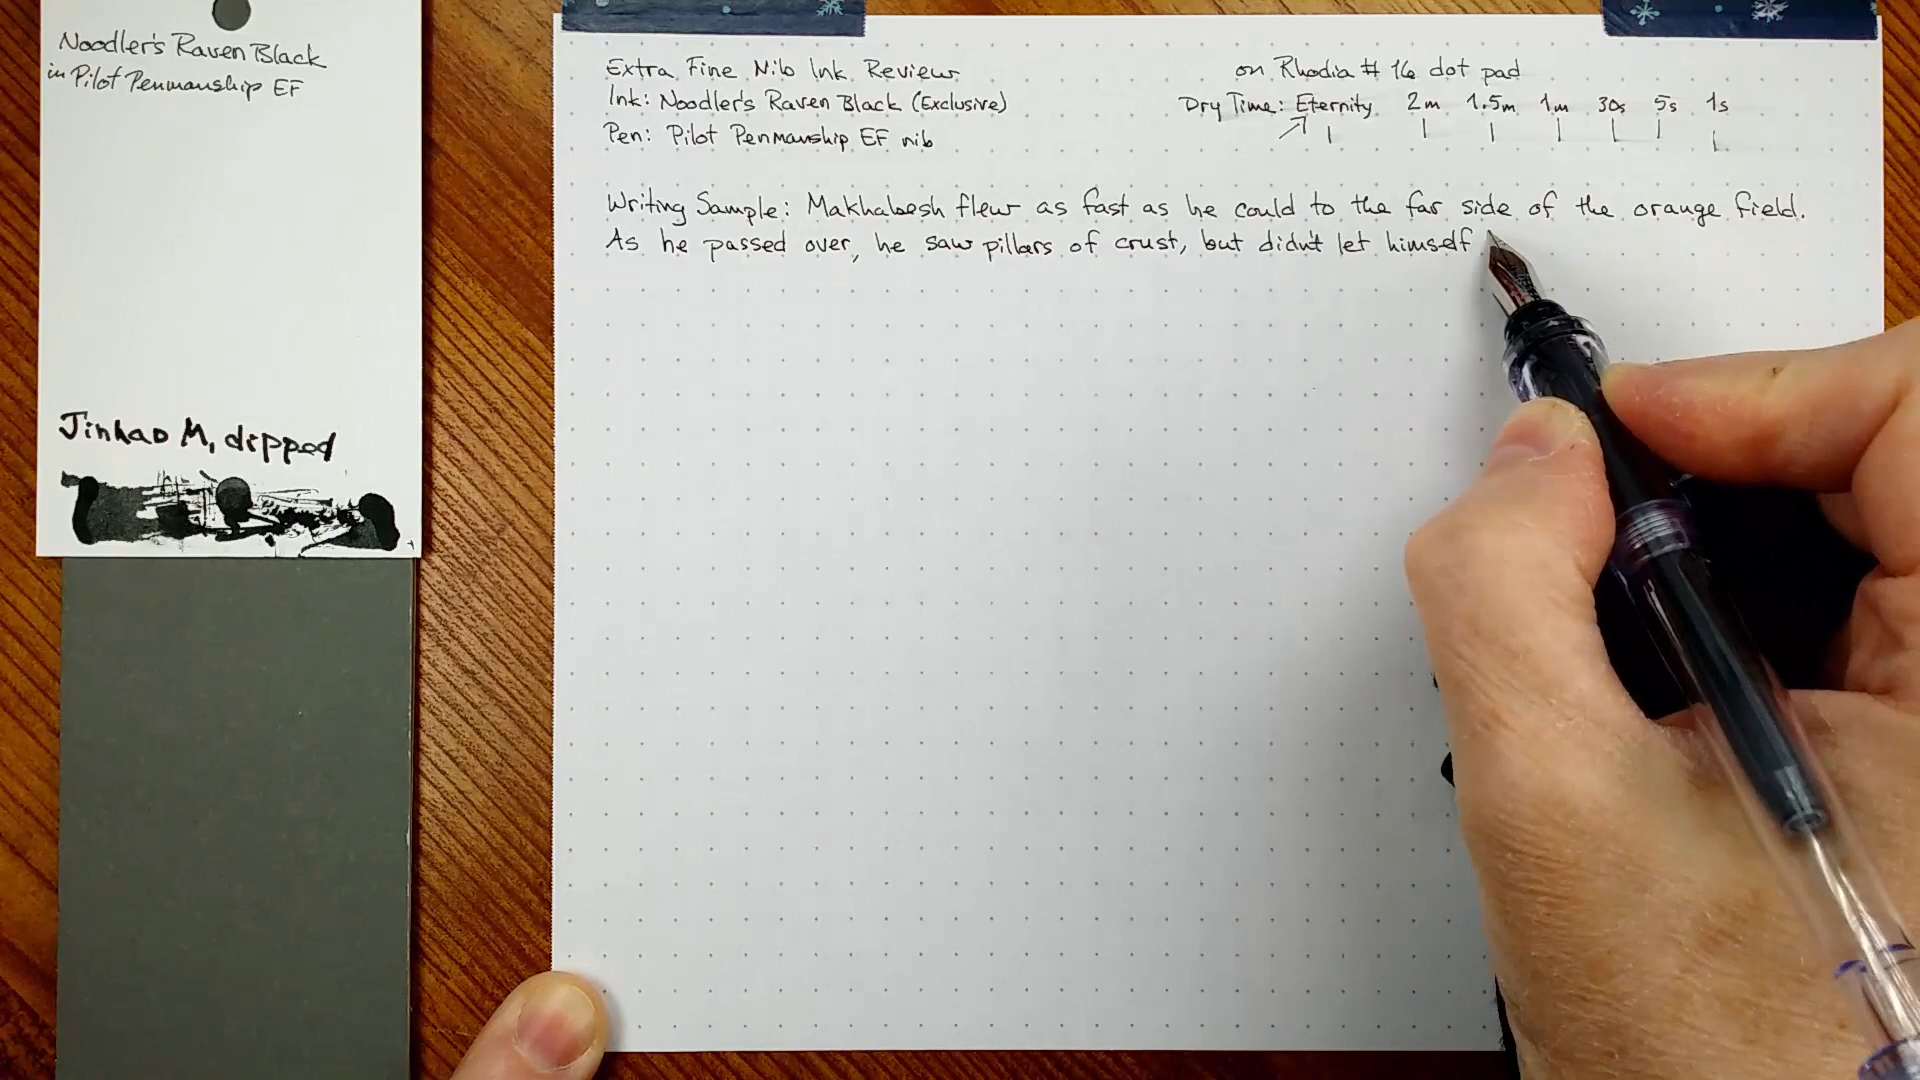 Noodler's Raven Black
in Pilot Penmanship EF
Jinhao M, dipped
Extra Fine Nib Ink Review
Ink: Noodler's Raven Black (Exclusive)
Pen: Pilot Penmanship EF nib
on Rhodia # 16 dot pad
Dry Time: Eternity 2m 1.5m 1m 30s 5s 1s
Writing Sample: Makhabesh flew as fast as he could to the far side of the orange field.
As he passed over, he saw pillars of crust, but didn't let himself